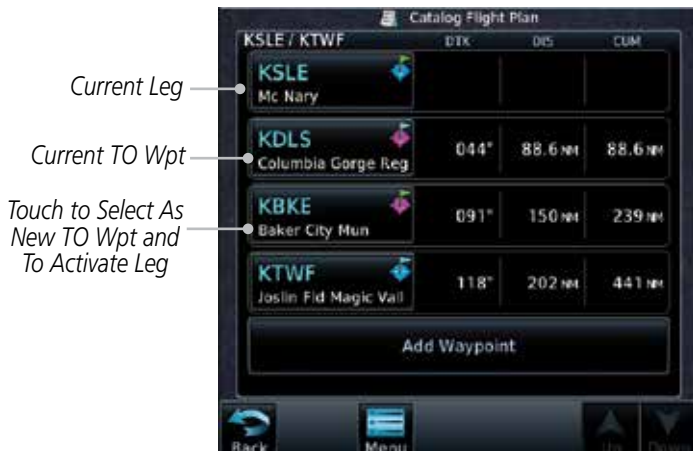 Catalog Flight Plan
KSLE / KTWF DTK DIS CUM
Current Leg
KSLE
Mc Nary
Current TO Wpt
KDLS
Columbia Gorge Reg
044° 88.6 NM 88.6 NM
Touch to Select As
New TO Wpt and
To Activate Leg
KBKE
Baker City Mun
091° 150 NM 239 NM
KTWF
Joslin Fld Magic Vall
118° 202 NM 441 NM
Add Waypoint
Back Menu Up Down